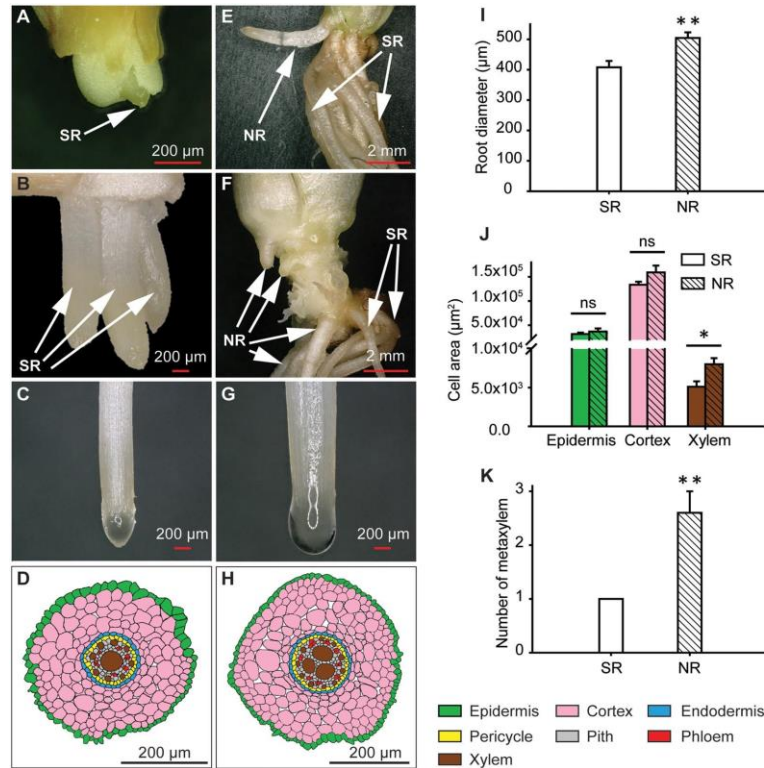 A
SR
200 µm
E
SR
NR
2 mm
B
SR
200 µm
F
SR
NR
2 mm
C
200 µm
G
200 µm
D
200 µm
H
200 µm
I
Root diameter (µm)
500
400
300
200
100
0
**
SR
NR
J
SR
NR
Cell area (µm²)
1.5x10⁵
1.0x10⁵
5.0x10⁴
1.0x10⁴
5.0x10³
0.0
ns
ns
*
Epidermis
Cortex
Xylem
K
Number of metaxylem
3
2
1
0
**
SR
NR
Epidermis
Cortex
Endodermis
Pericycle
Pith
Phloem
Xylem